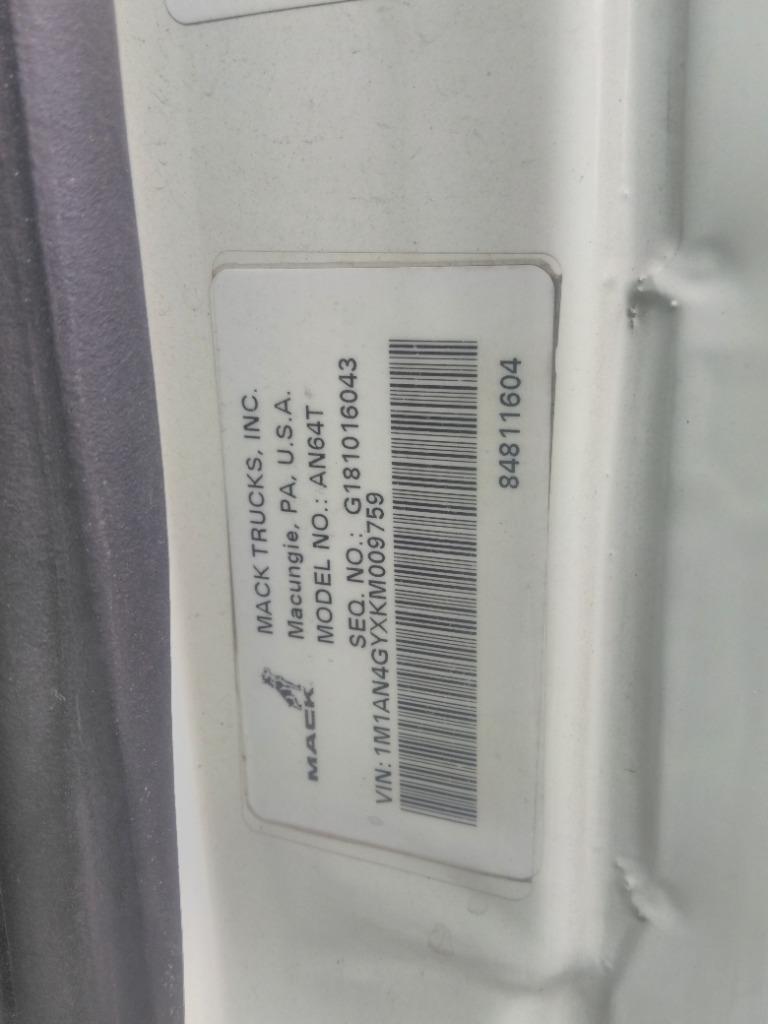 MACK TRUCKS, INC.
Macungie, PA, U.S.A.
MODEL NO.: AN64T
SEQ. NO.: G181016043
MACK
VIN: 1M1AN4GYXKM009759
84811604